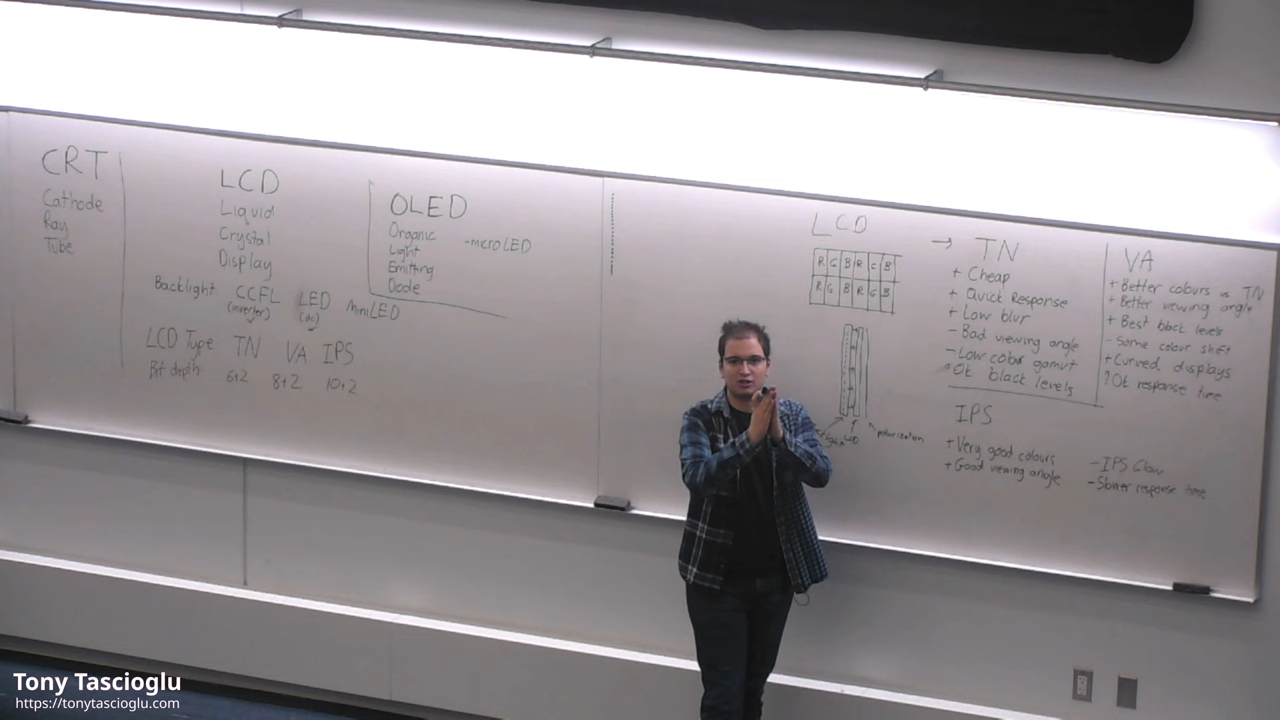 CRT
Cathode
Ray
Tube
LCD
Liquid
Crystal
Display
Backlight CCFL LED MiniLED
(inverter) (dc)
LCD Type TN VA IPS
Bit depth: 6+2 8+2 10+2
OLED
Organic -microLED
Light
Emitting
Diode
LCD
R G B R G B
R G B R G B
LCD
polarization
→ TN
+ Cheap
+ Quick Response
+ Low blur
- Bad viewing angle
- Low color gamut
Ok black levels
VA
+ Better colours vs TN
+ Better viewing angle
+ Best black levels
- Some colour shift
+ Curved displays
? Ok response time
IPS
+ Very good colours
+ Good viewing angle
- IPS Glow
- Slower response time
Tony Tascioglu
https://tonytascioglu.com